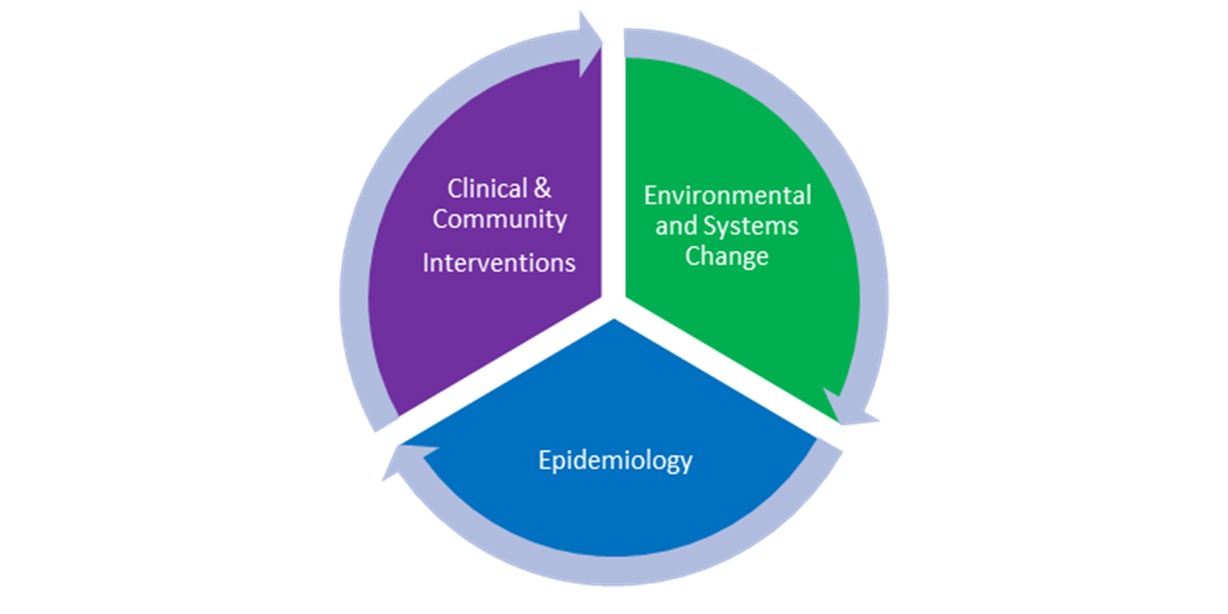 Clinical &
Community
Interventions
Environmental
and Systems
Change
Epidemiology